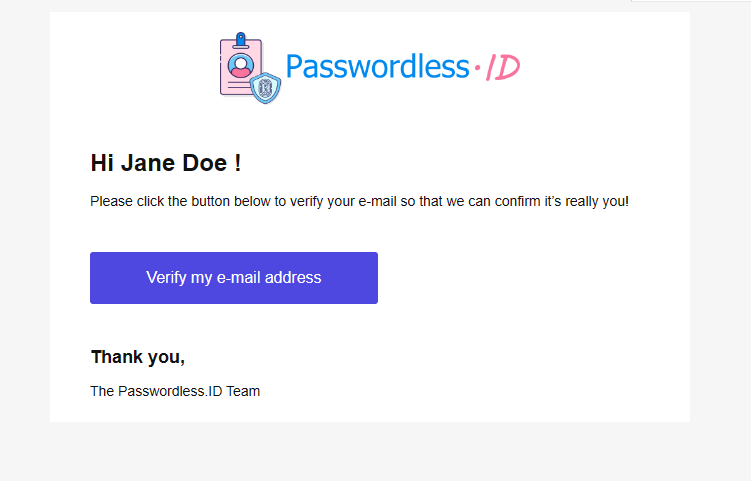 Passwordless·ID
Hi Jane Doe !
Please click the button below to verify your e-mail so that we can confirm it’s really you!
Verify my e-mail address
Thank you,
The Passwordless.ID Team